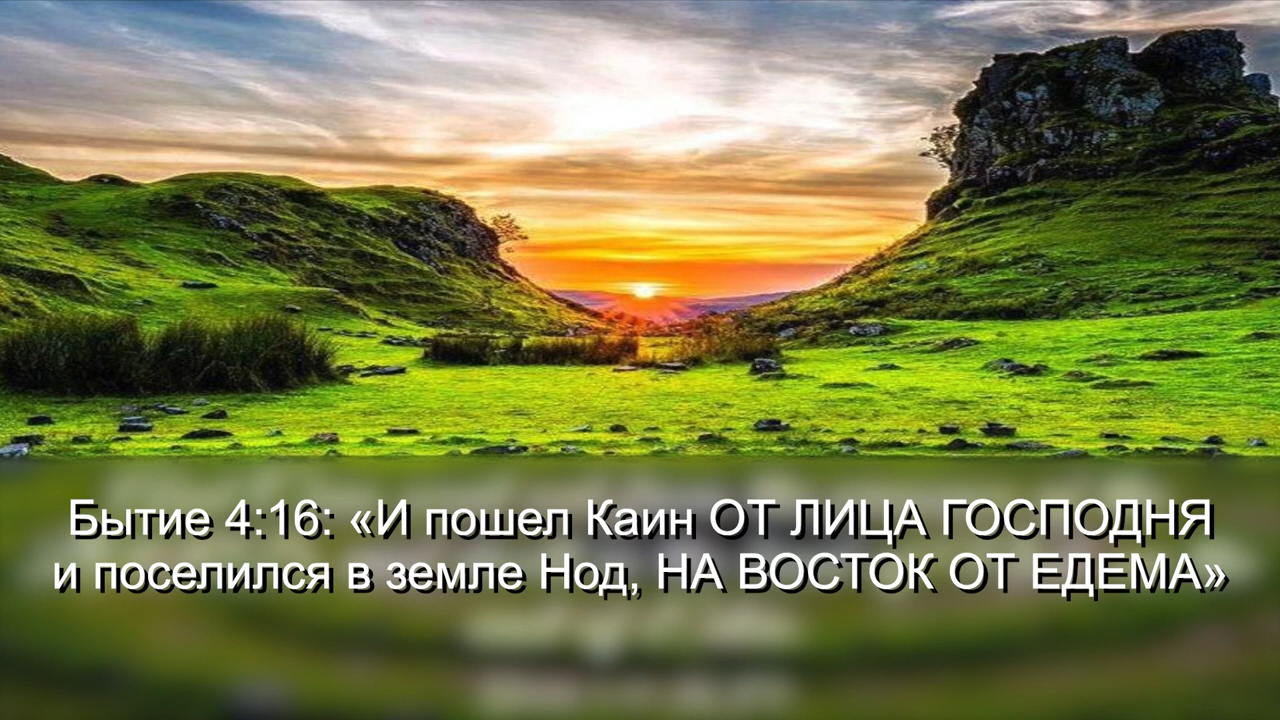 Бытие 4:16: «И пошел Каин ОТ ЛИЦА ГОСПОДНЯ
и поселился в земле Нод, НА ВОСТОК ОТ ЕДЕМА»